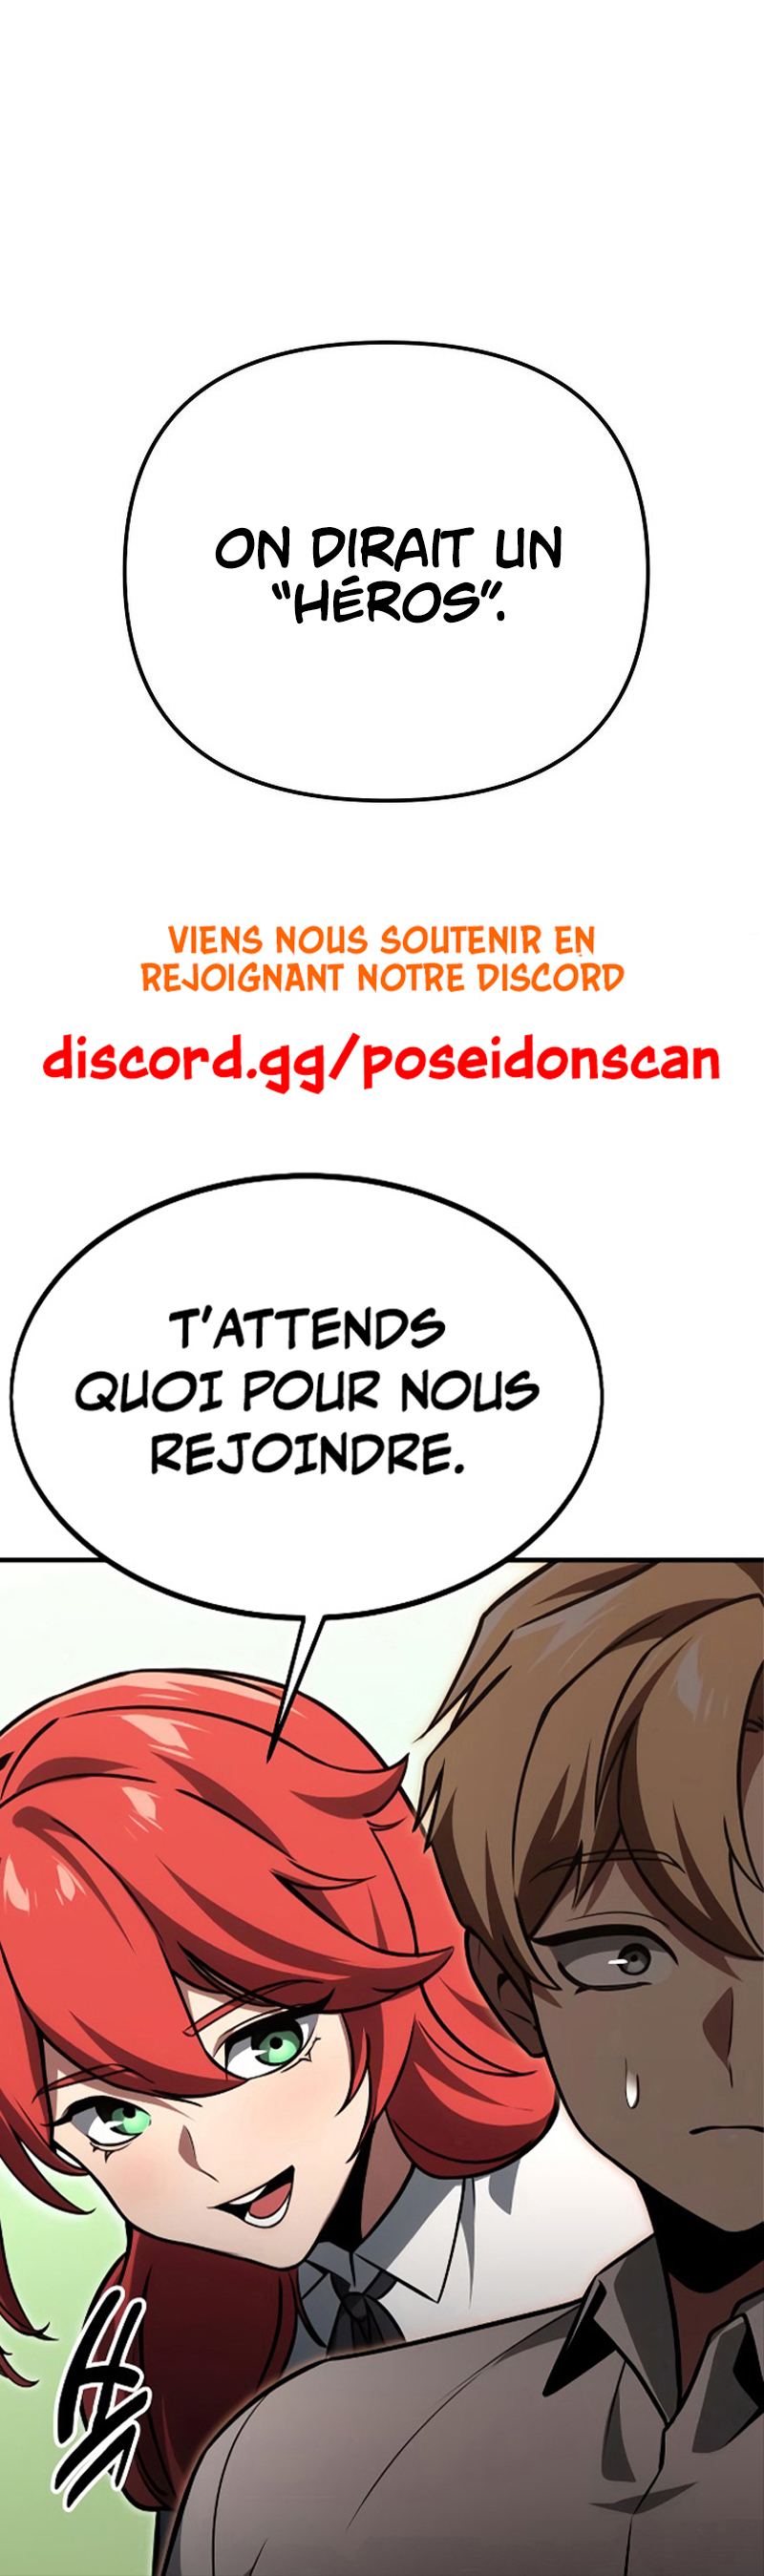 ON DIRAIT UN
“HÉROS”.
VIENS NOUS SOUTENIR EN
REJOIGNANT NOTRE DISCORD
discord.gg/poseidonscan
T'ATTENDS
QUOI POUR NOUS
REJOINDRE.